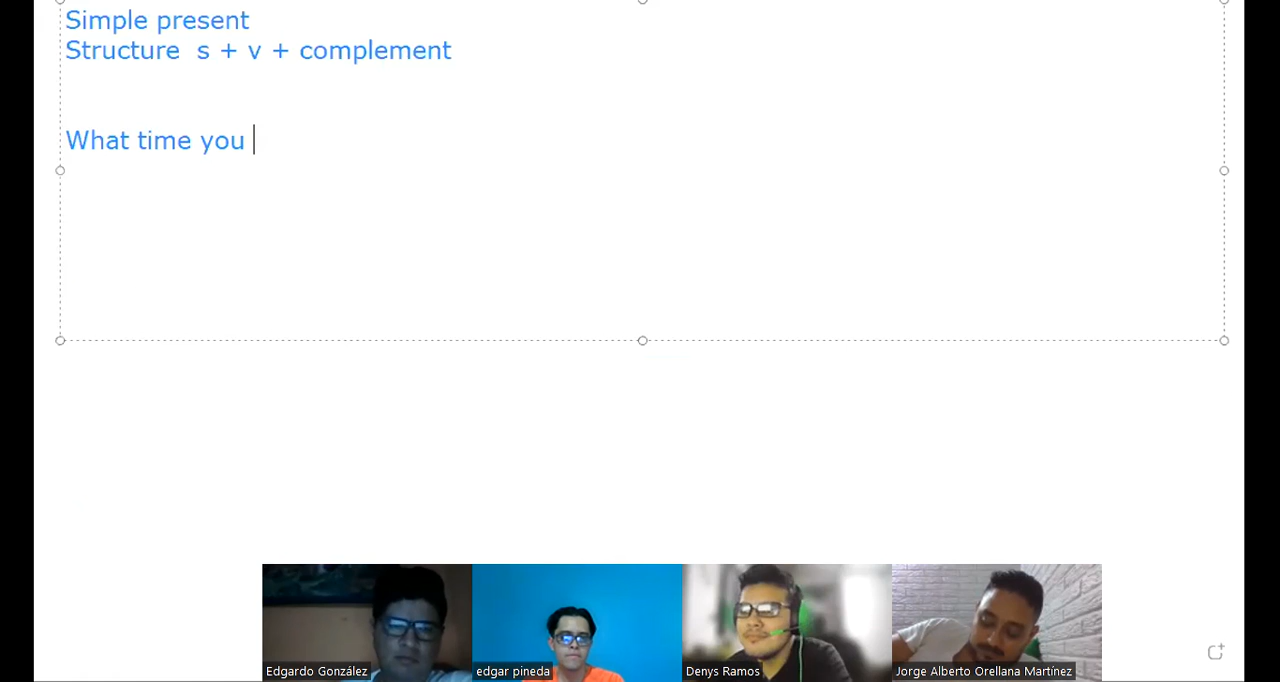 Simple present
Structure s + v + complement
What time you
Edgardo González
edgar pineda
Denys Ramos
Jorge Alberto Orellana Martínez